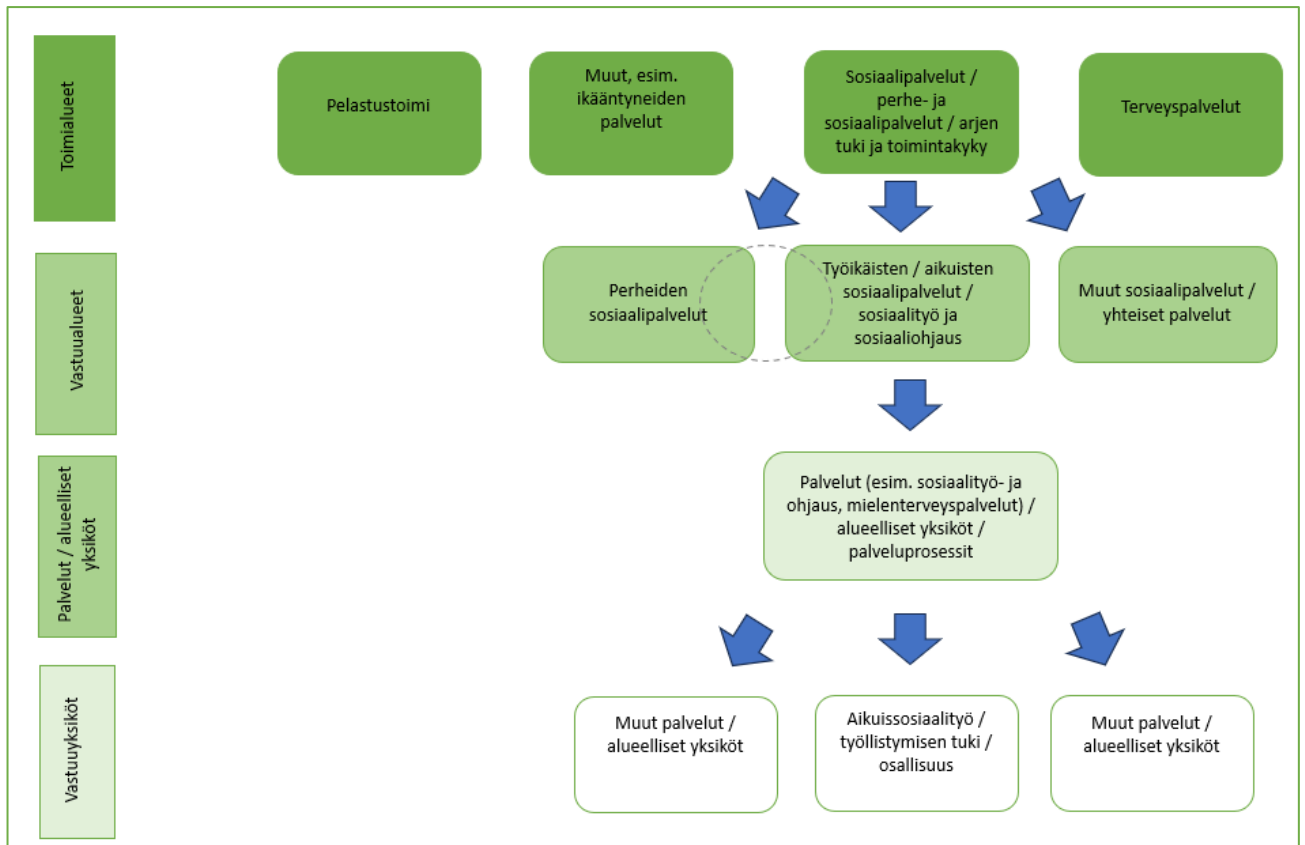 Toimialueet
Pelastustoimi
Muut, esim.
ikääntyneiden
palvelut
Sosiaalipalvelut /
perhe- ja
sosiaalipalvelut / arjen
tuki ja toimintakyky
Terveyspalvelut
Vastuualueet
Perheiden
sosiaalipalvelut
Työikäisten / aikuisten
sosiaalipalvelut /
sosiaalityö ja
sosiaaliohjaus
Muut sosiaalipalvelut /
yhteiset palvelut
Palvelut / alueelliset
yksiköt
Palvelut (esim. sosiaalityö- ja
ohjaus, mielenterveyspalvelut) /
alueelliset yksiköt /
palveluprosessit
Vastuuyksiköt
Muut palvelut /
alueelliset yksiköt
Aikuissosiaalityö /
työllistymisen tuki /
osallisuus
Muut palvelut /
alueelliset yksiköt